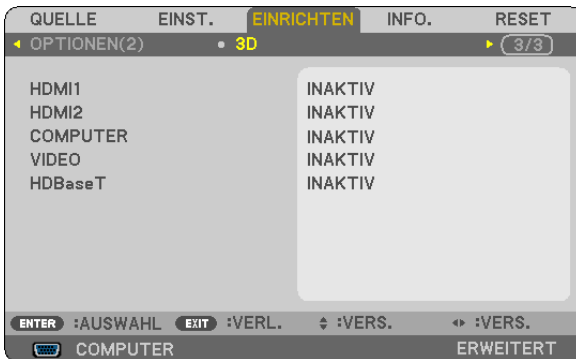 QUELLE EINST. EINRICHTEN INFO. RESET
OPTIONEN(2) 3D 3/3
HDMI1 INAKTIV
HDMI2 INAKTIV
COMPUTER INAKTIV
VIDEO INAKTIV
HDBaseT INAKTIV
ENTER :AUSWAHL EXIT :VERL. :VERS. :VERS.
COMPUTER ERWEITERT